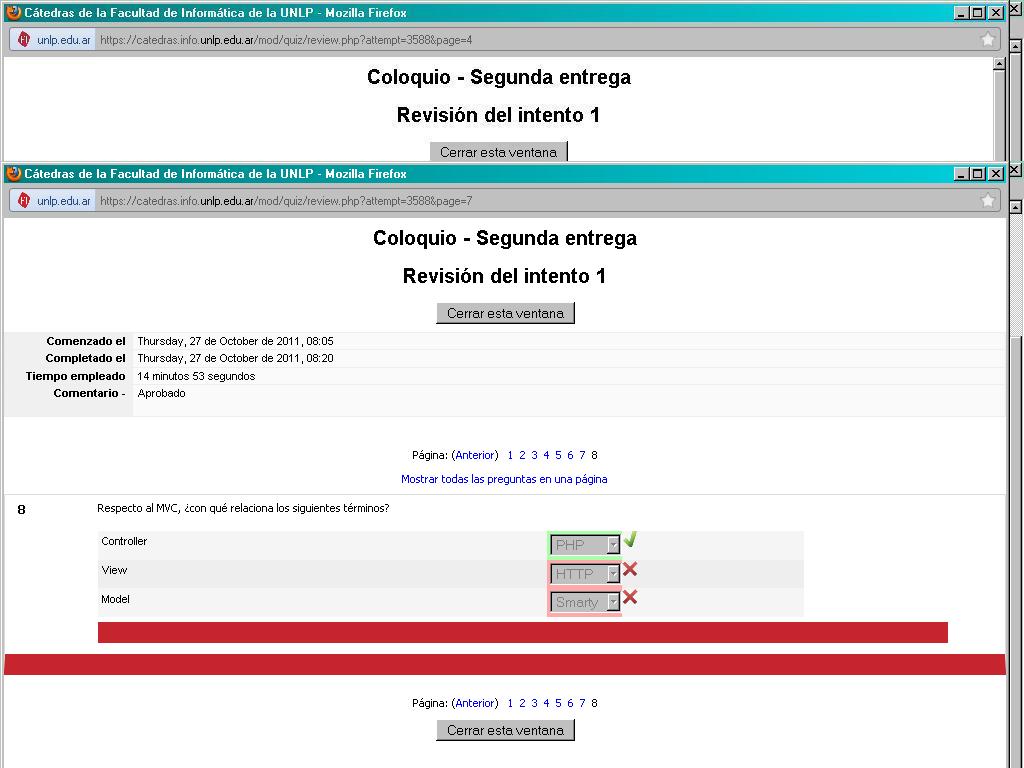 Cátedras de la Facultad de Informática de la UNLP - Mozilla Firefox
unlp.edu.ar https://catedras.info.unlp.edu.ar/mod/quiz/review.php?attempt=3588&page=4
Coloquio - Segunda entrega
Revisión del intento 1
Cerrar esta ventana
Cátedras de la Facultad de Informática de la UNLP - Mozilla Firefox
unlp.edu.ar https://catedras.info.unlp.edu.ar/mod/quiz/review.php?attempt=3588&page=7
Coloquio - Segunda entrega
Revisión del intento 1
Cerrar esta ventana
Comenzado el Thursday, 27 de October de 2011, 08:05
Completado el Thursday, 27 de October de 2011, 08:20
Tiempo empleado 14 minutos 53 segundos
Comentario - Aprobado
Página: (Anterior) 1 2 3 4 5 6 7 8
Mostrar todas las preguntas en una página
8 Respecto al MVC, ¿con qué relaciona los siguientes términos?
Controller PHP
View HTTP
Model Smarty
Página: (Anterior) 1 2 3 4 5 6 7 8
Cerrar esta ventana